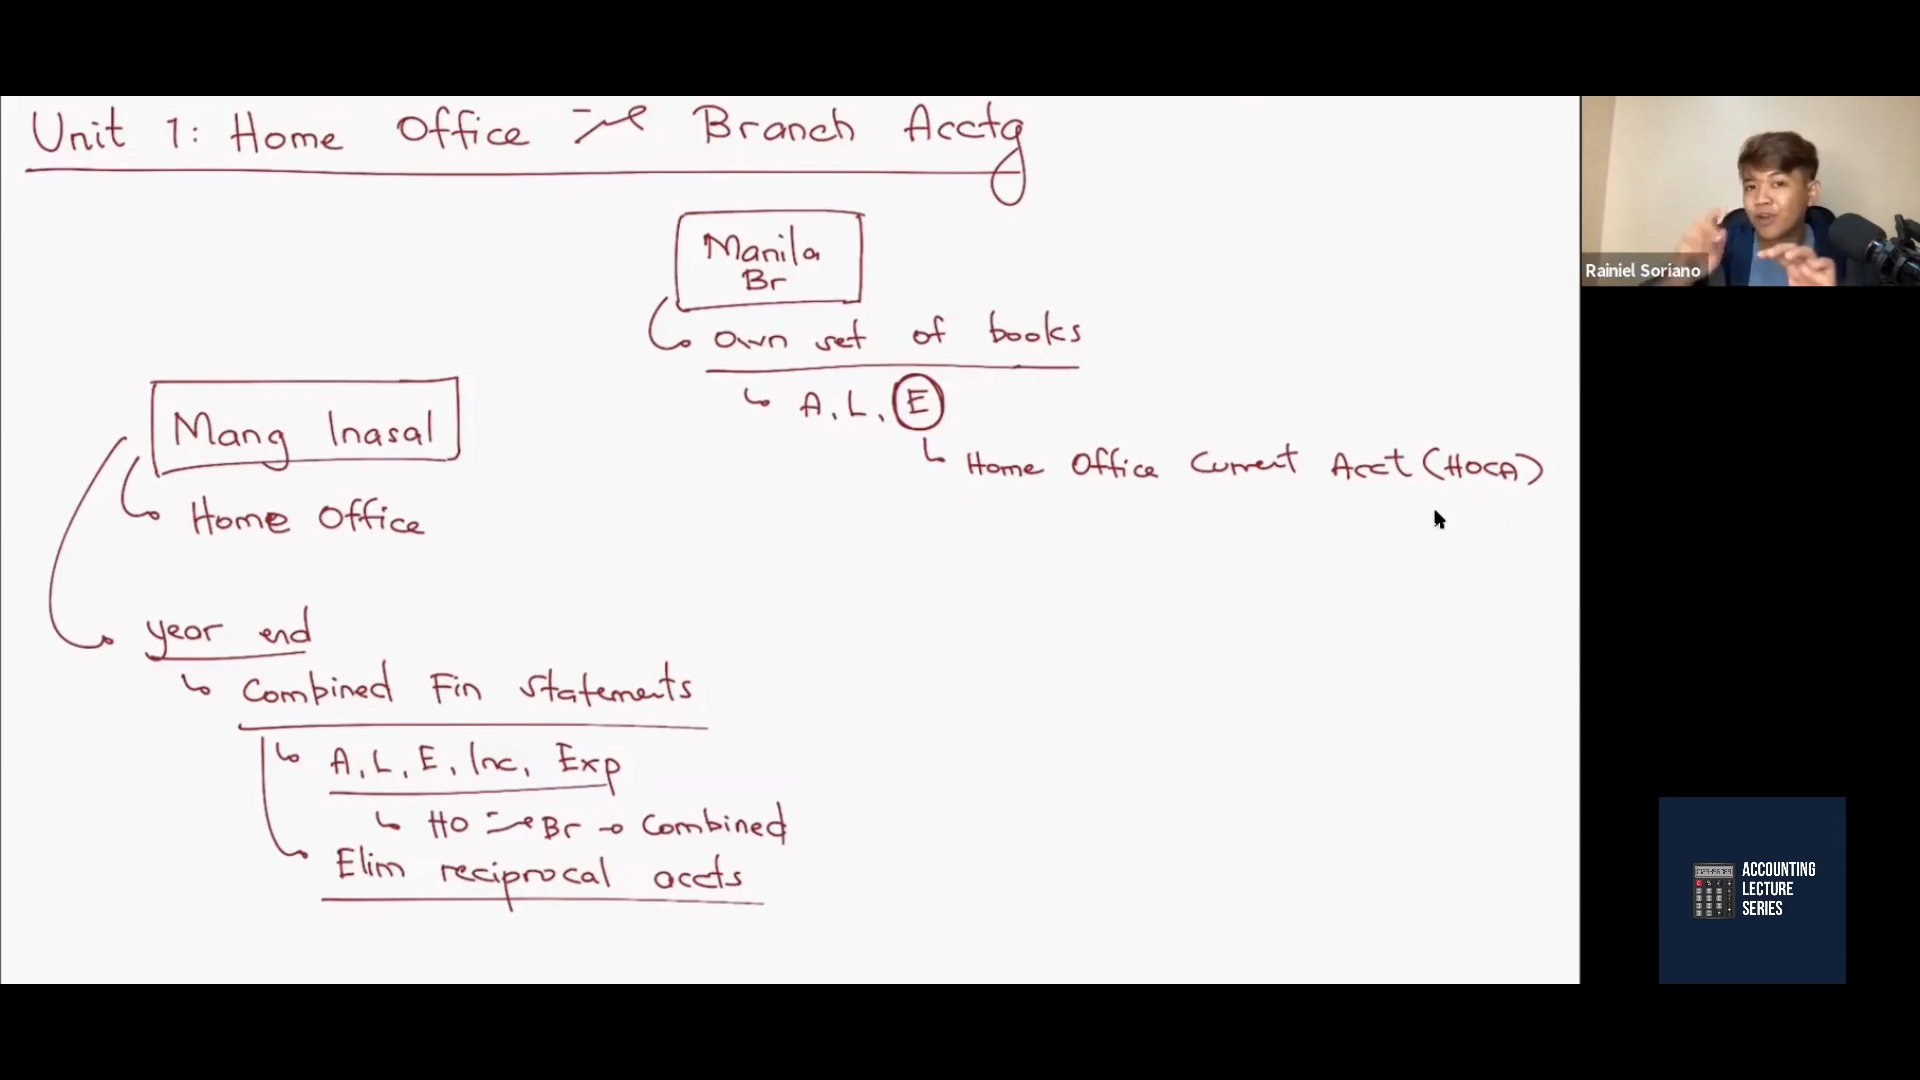 Unit 1: Home Office & Branch Acctg
Manila
Br
Own set of books
A, L, E
Home Office Current Acct (HOCA)
Mang Inasal
Home Office
year end
Combined Fin Statements
A, L, E, Inc, Exp
HO & Br → Combined
Elim reciprocal accts
Rainiel Soriano
ACCOUNTING
LECTURE
SERIES